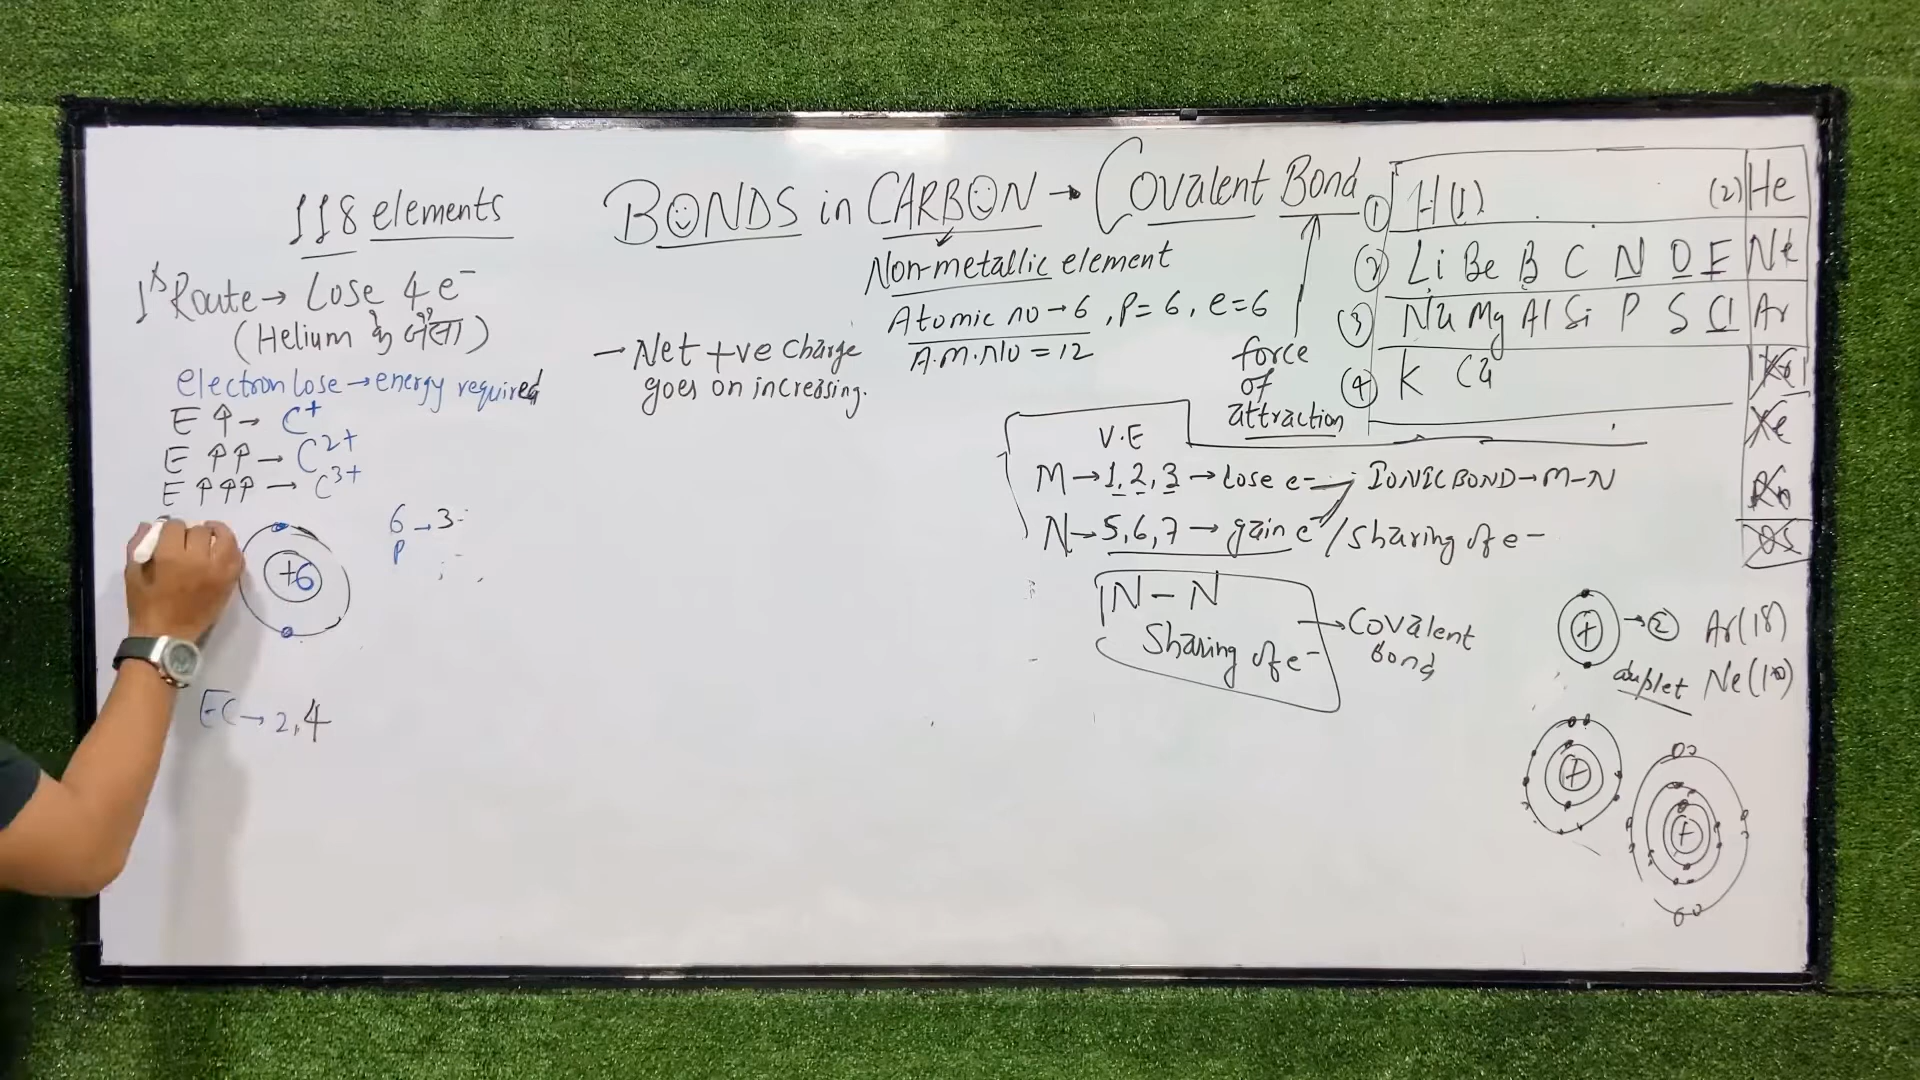 118 elements
1st Route → Lose 4e⁻
(Helium के जैसा)
electron lose → energy required
E ↑ → C⁺
E ↑↑ → C²⁺
E ↑↑↑ → C³⁺
+6
6 → 3
P
EC → 2,4
BONDS in CARBON → Covalent Bond
Non-metallic element
Atomic no → 6, P = 6, e = 6
A.m.no = 12
→ Net +ve charge
goes on increasing.
force
of
attraction
① H(1) (2) He
② Li Be B C N O F Ne
(3) Na Mg Al Si P S Cl Ar
④ K Ca Kr
Xe
Rn
V.E
M → 1, 2, 3 → Lose e⁻ IONIC BOND → M-N
N → 5, 6, 7 → gain e⁻ / Sharing of e⁻
N - N
Sharing of e⁻
→ Covalent
Bond
+ → ② Ar(18)
duplet Ne(10)
+
+